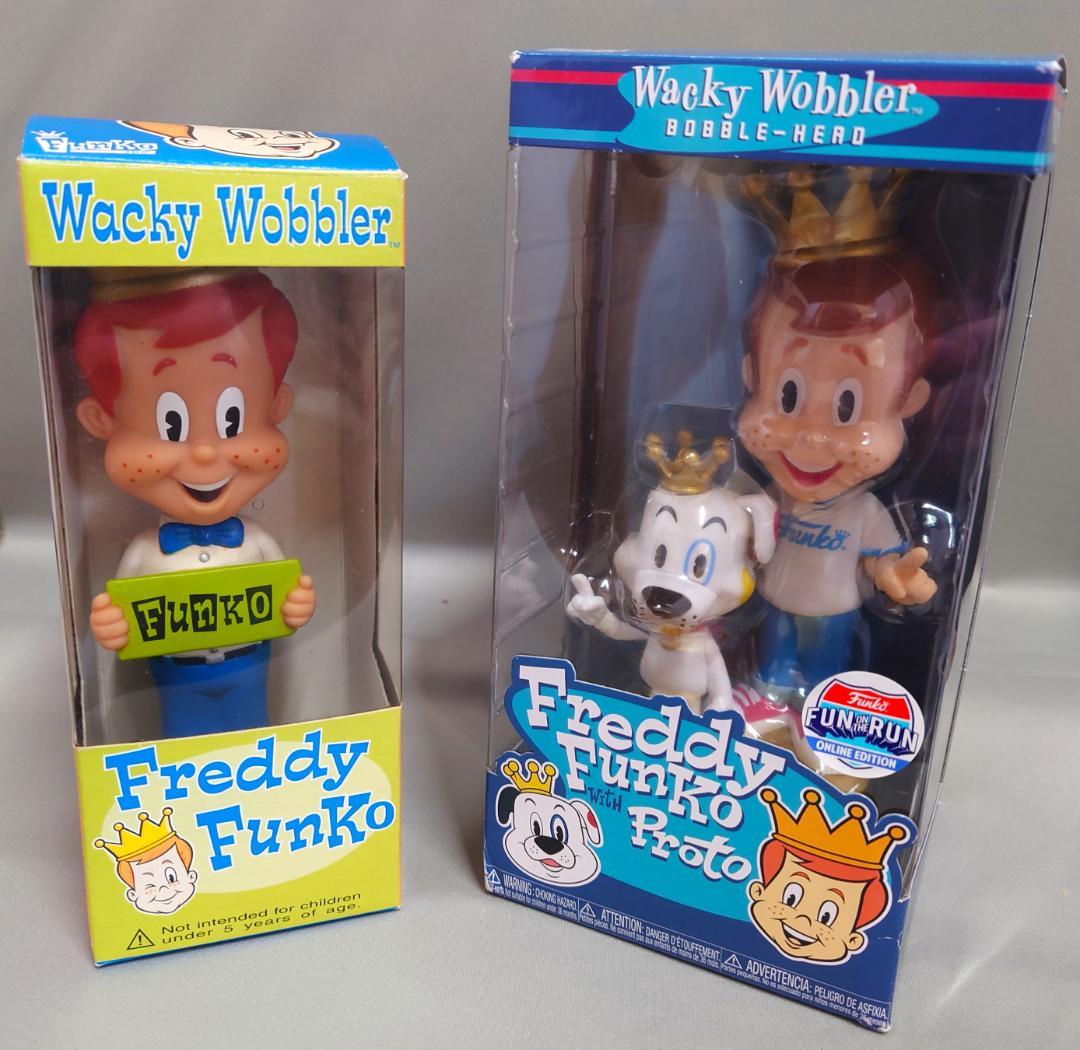 Funko
Wacky Wobbler™
Funko
Freddy
Funko
⚠ Not intended for children
under 5 years of age.
Wacky Wobbler™
BOBBLE-HEAD
Funko
Funko
FUN ON THE RUN
ONLINE EDITION
Freddy
Funko
with
Proto
⚠ WARNING: CHOKING HAZARD.
⚠ ATTENTION: DANGER D'ÉTOUFFEMENT.
⚠ ADVERTENCIA: PELIGRO DE ASFIXIA.